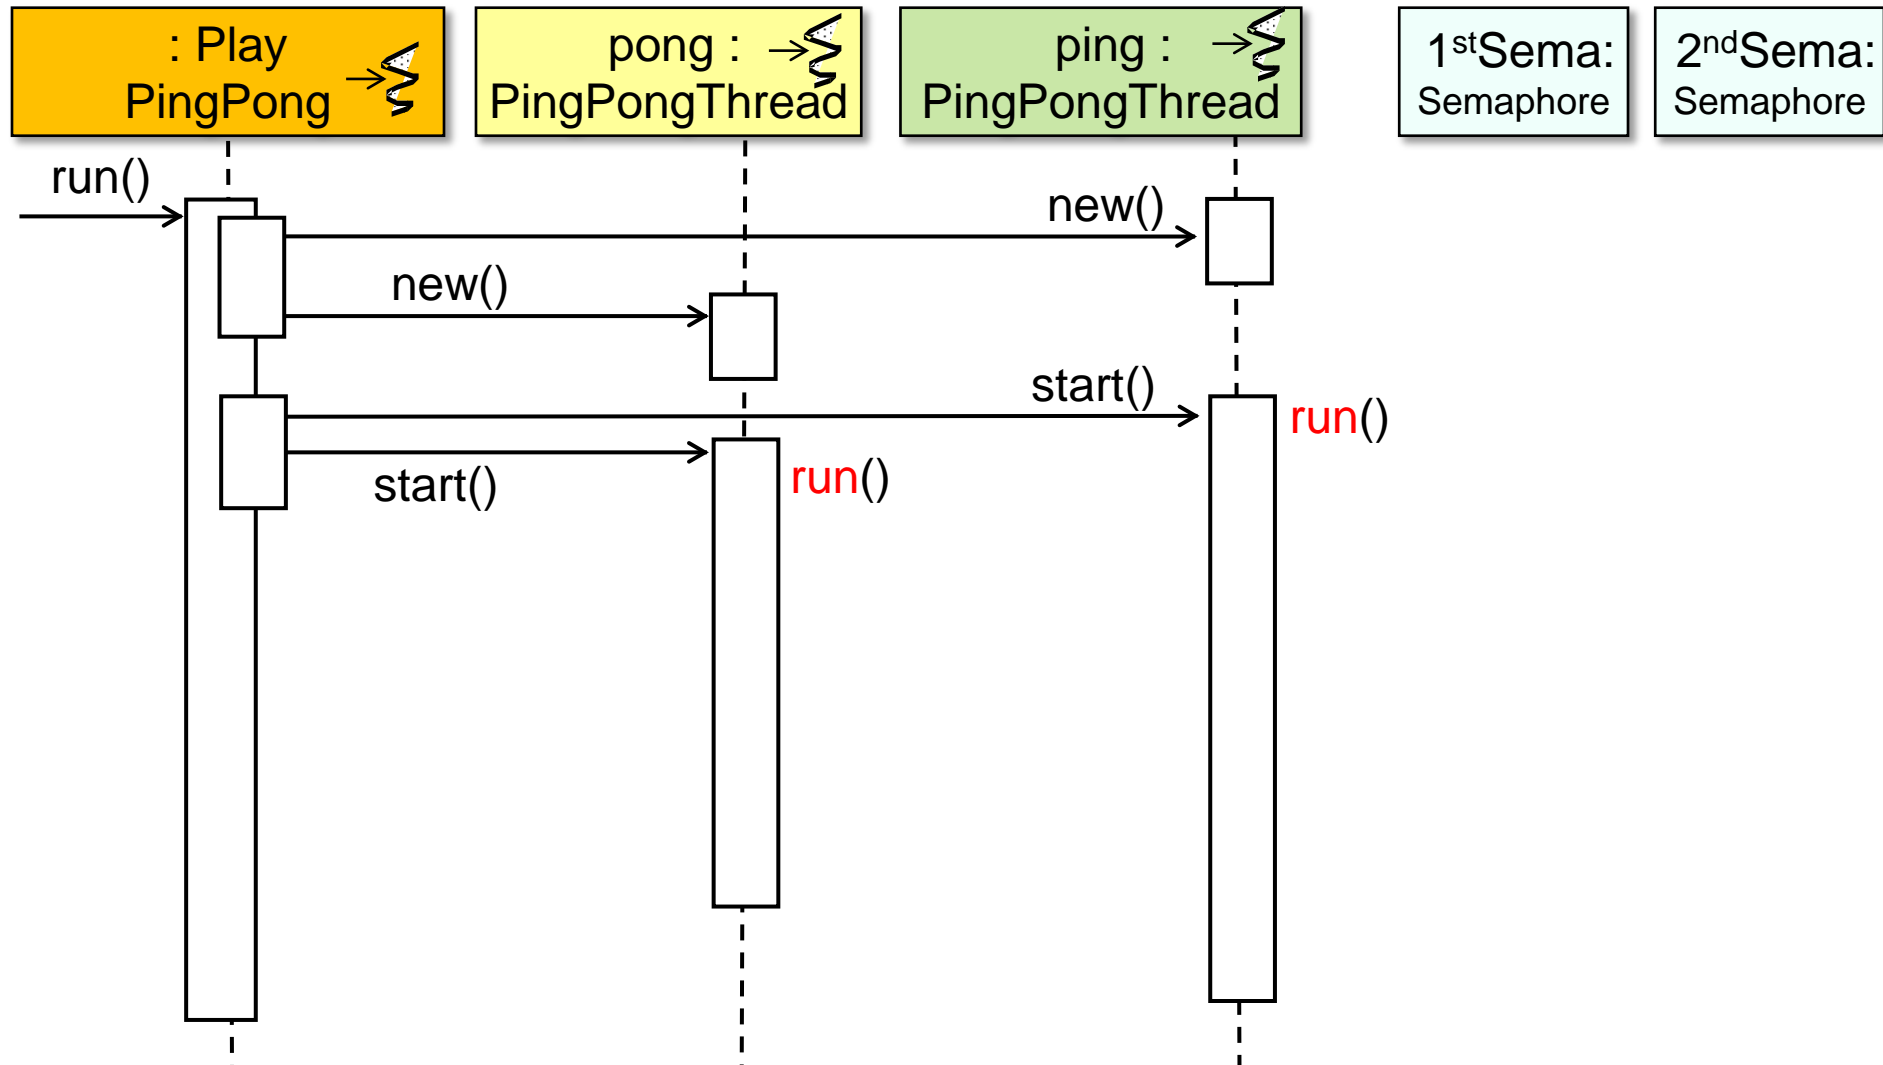 : Play
PingPong
pong :
PingPongThread
ping :
PingPongThread
1stSema:
Semaphore
2ndSema:
Semaphore
run()
new()
new()
start()
run()
start()
run()